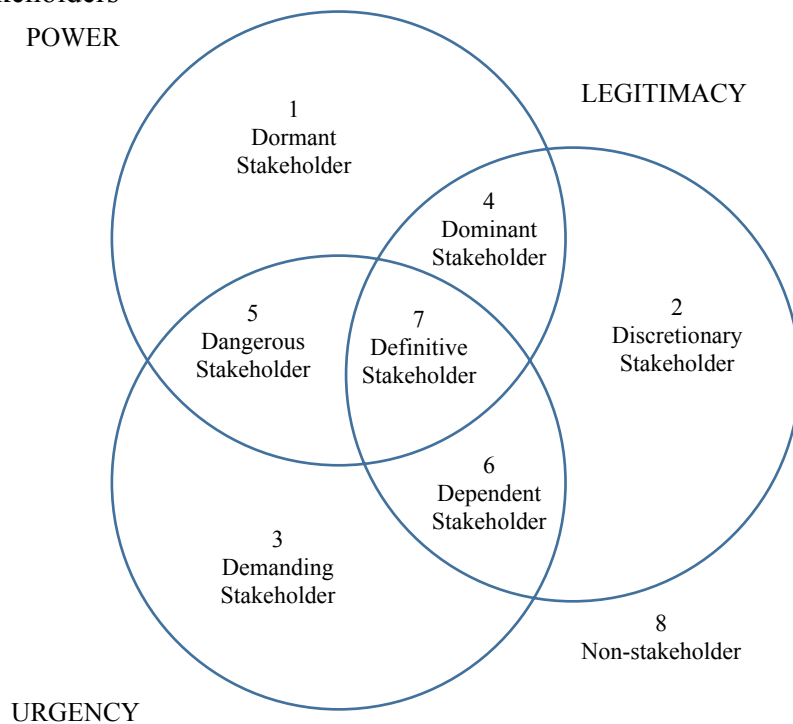 POWER
LEGITIMACY
1
Dormant
Stakeholder
4
Dominant
Stakeholder
5
Dangerous
Stakeholder
7
Definitive
Stakeholder
2
Discretionary
Stakeholder
6
Dependent
Stakeholder
3
Demanding
Stakeholder
8
Non-stakeholder
URGENCY